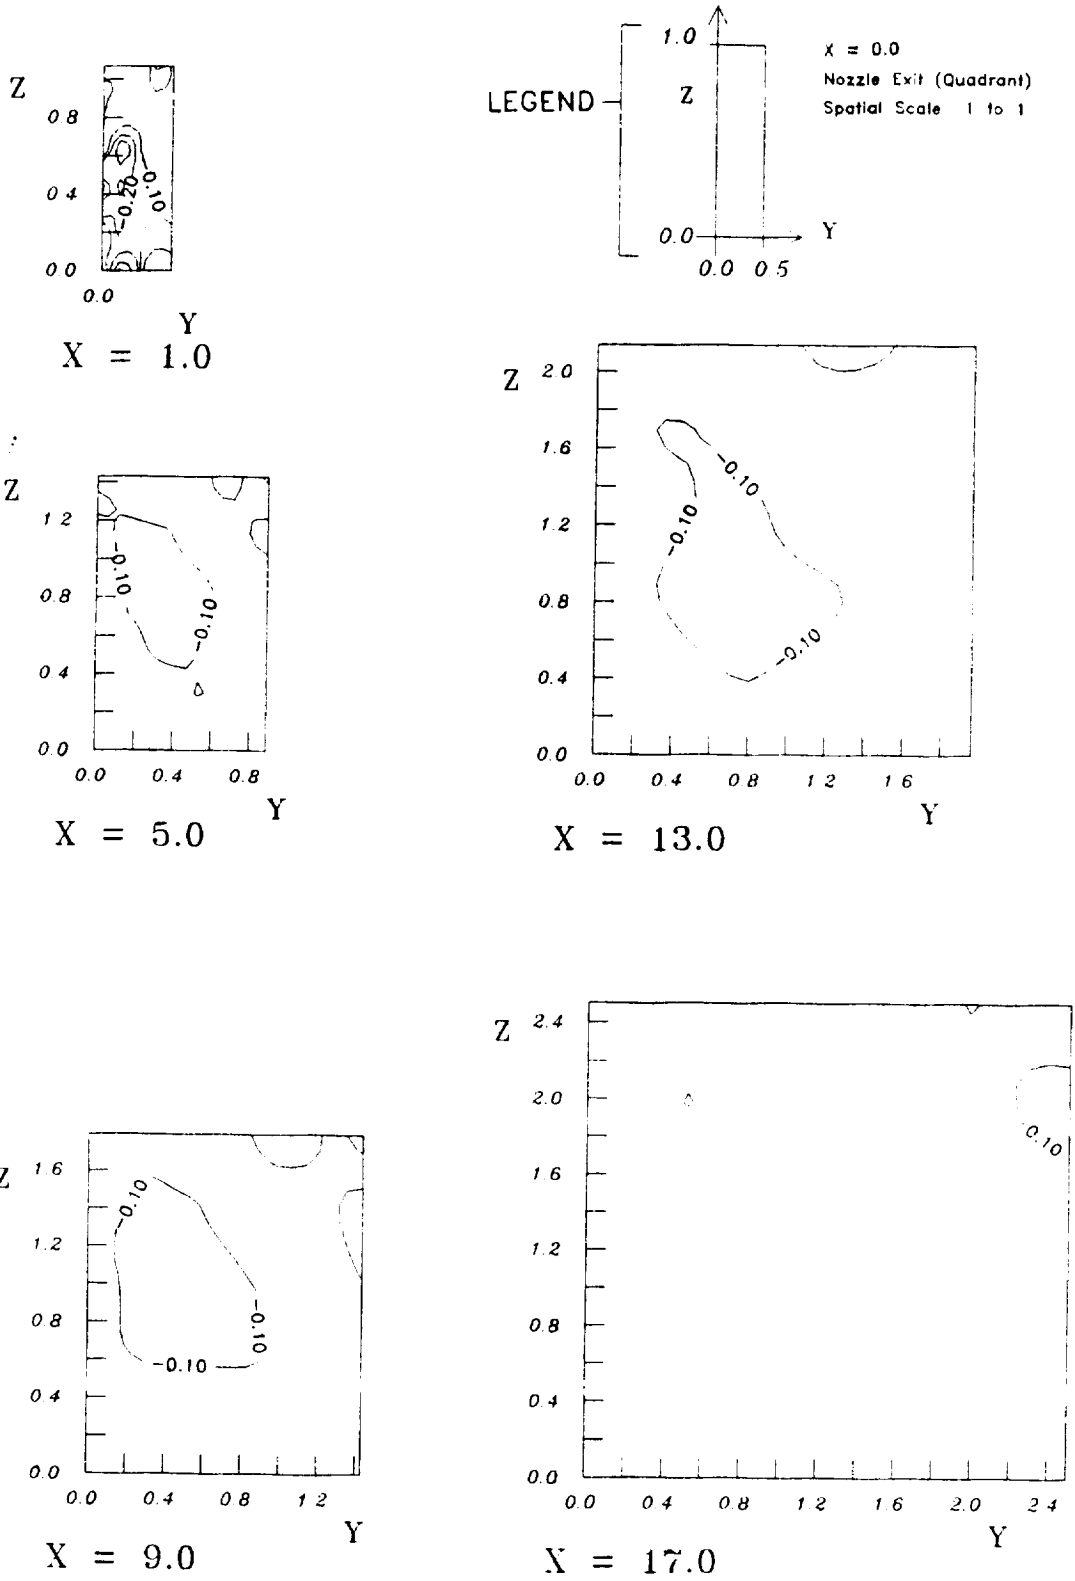 Z
0.8
0.4
0.0
0.0
-0.20
-0.10
Y
X = 1.0
LEGEND
1.0
Z
0.0
0.0 0.5
Y
X = 0.0
Nozzle Exit (Quadrant)
Spatial Scale 1 to 1
Z
1.2
0.8
0.4
0.0
0.0 0.4 0.8
-0.10
-0.10
Y
X = 5.0
Z
2.0
1.6
1.2
0.8
0.4
0.0
0.0 0.4 0.8 1.2 1.6
-0.10
-0.10
-0.10
Y
X = 13.0
Z
1.6
1.2
0.8
0.4
0.0
0.0 0.4 0.8 1.2
-0.10
-0.10
-0.10
Y
X = 9.0
Z
2.4
2.0
1.6
1.2
0.8
0.4
0.0
0.0 0.4 0.8 1.2 1.6 2.0 2.4
0.10
Y
X = 17.0